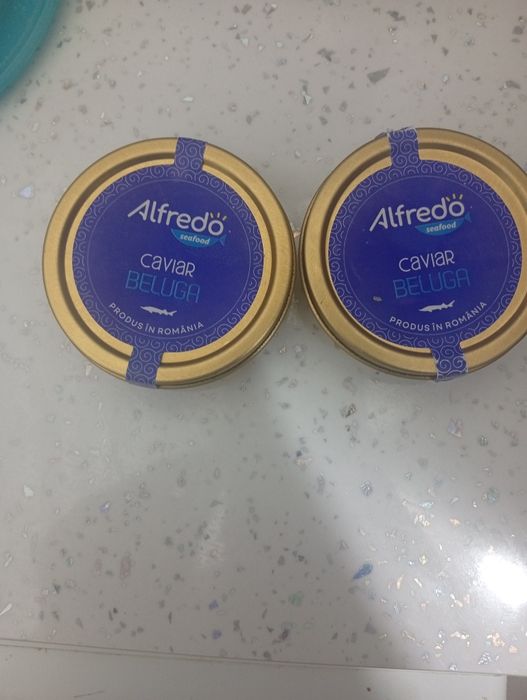 Alfredo
seafood
CAVIAR
BELUGA
PRODUS ÎN ROMÂNIA
Alfredo
seafood
CAVIAR
BELUGA
PRODUS ÎN ROMÂNIA